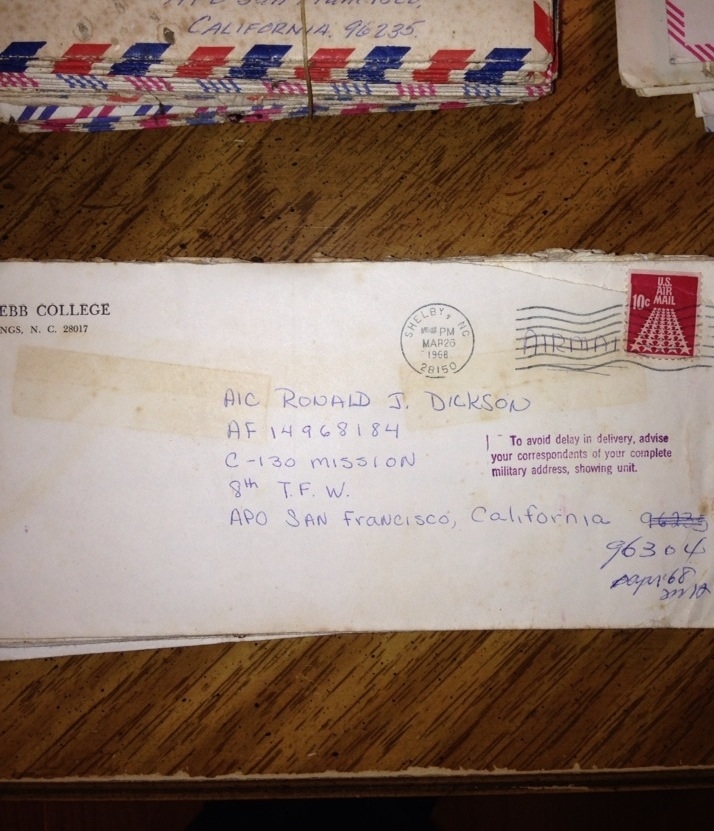 CALIFORNIA. 96235
EBB COLLEGE
NGS, N. C. 28017
SHELBY, NC
PM
MAR 26
1968
28150
AIRMAI
U.S.
AIR
10c MAIL
A1C RONALD J. DICKSON
AF 14968184
C-130 MISSION
8th T.F.W.
APO SAN Francisco, California 96235
96304
To avoid delay in delivery, advise
your correspondents of your complete
military address, showing unit.